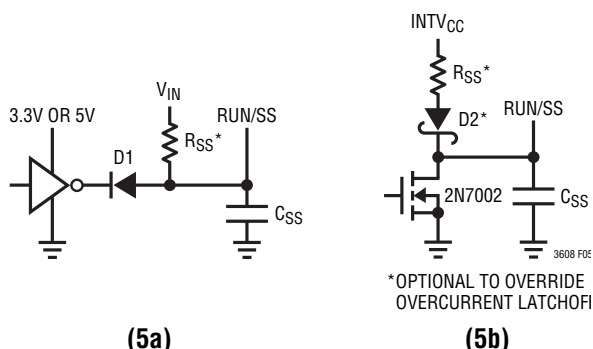 INTVCC
RSS*
3.3V OR 5V
VIN
RUN/SS
D2*
RUN/SS
D1
RSS*
2N7002
CSS
CSS
3608 F05
*OPTIONAL TO OVERRIDE
OVERCURRENT LATCHOFF
(5a)
(5b)